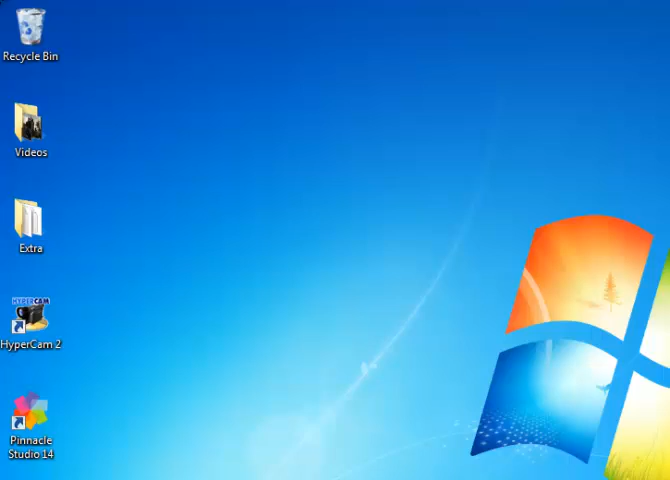 Recycle Bin
Videos
Extra
HYPERCAM
HyperCam 2
Pinnacle
Studio 14